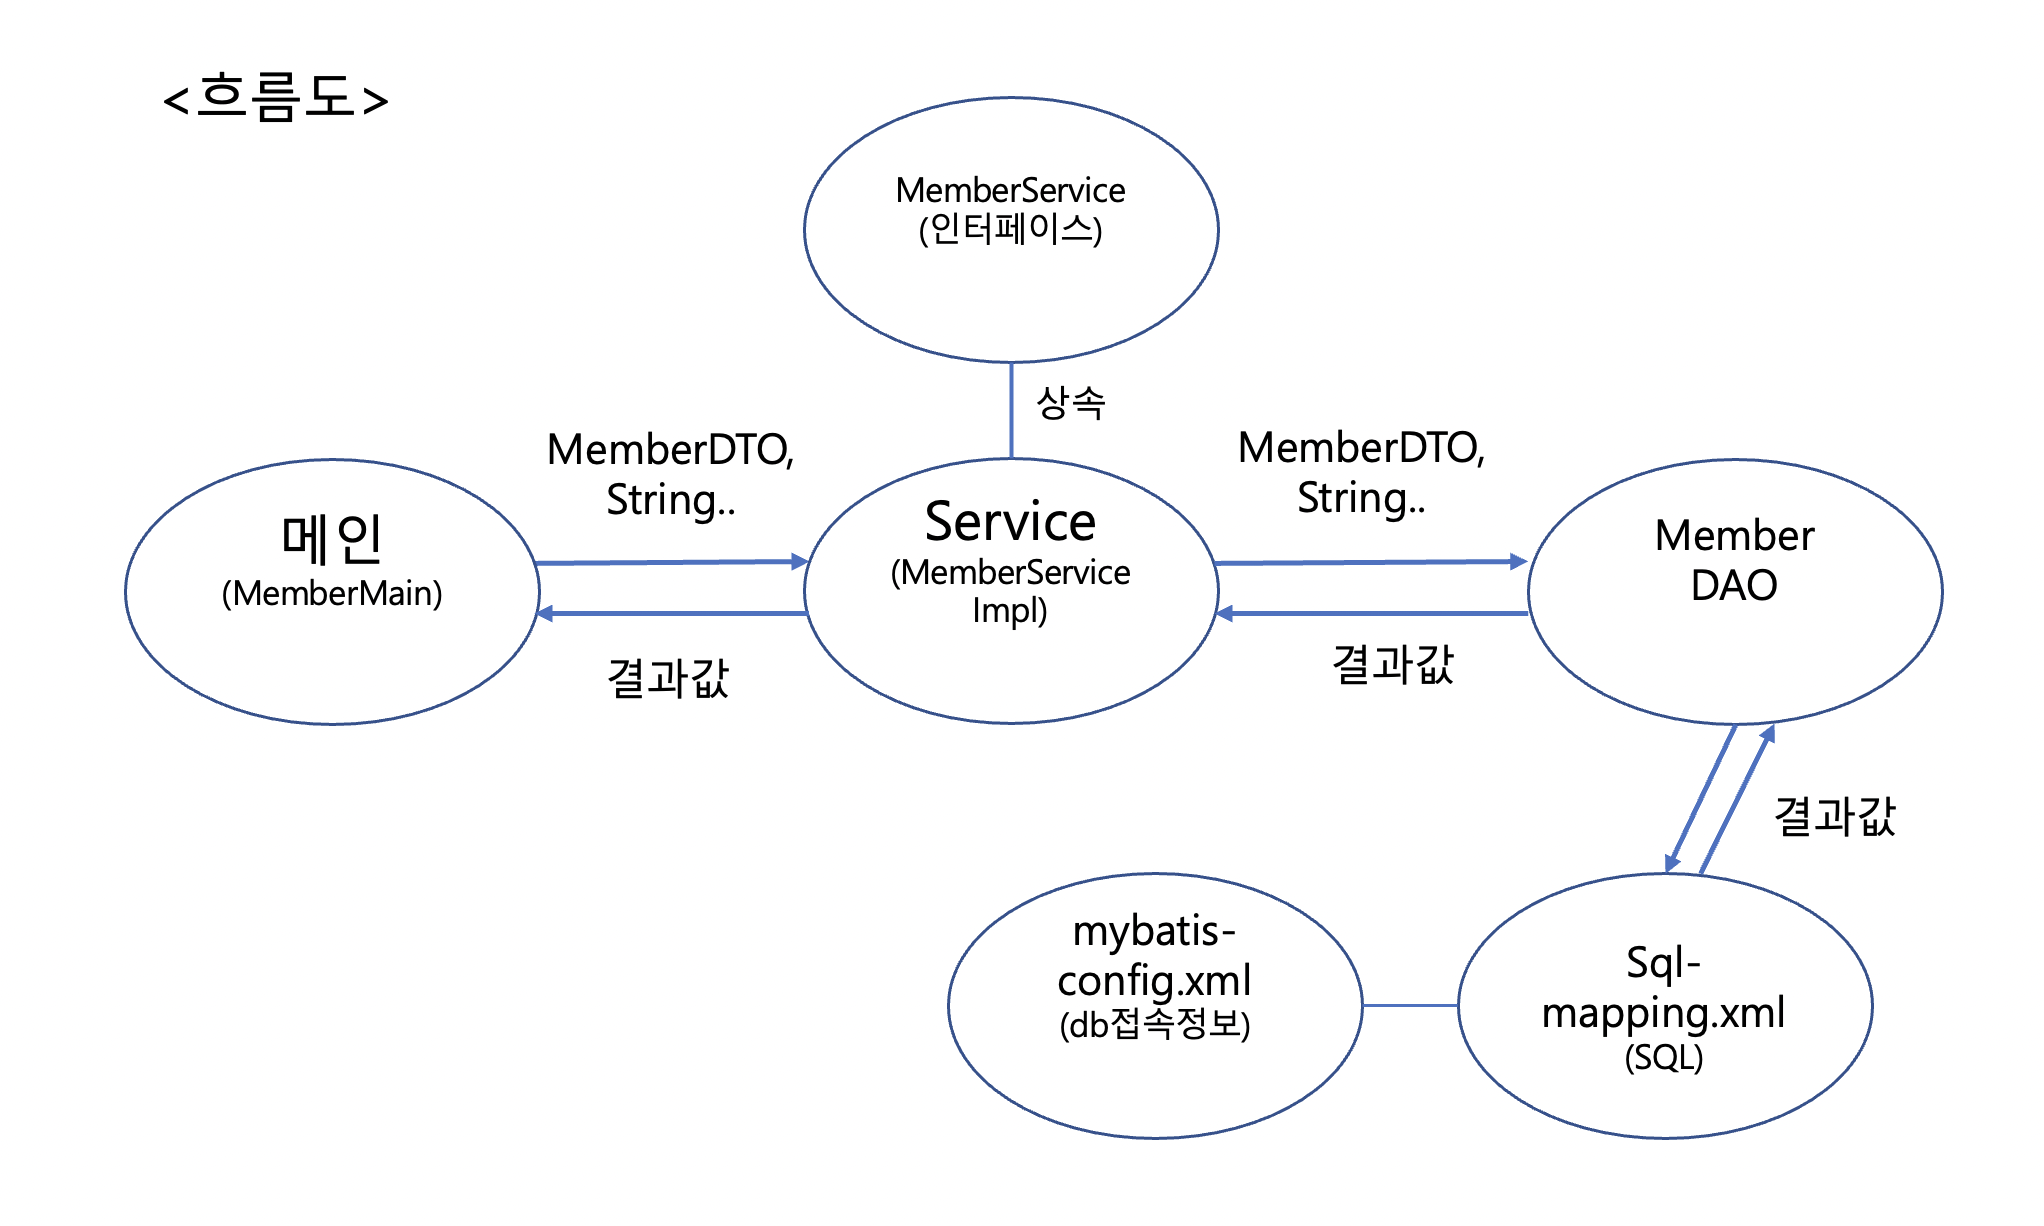 <흐름도>
MemberService
(인터페이스)
상속
MemberDTO,
String..
MemberDTO,
String..
메인
(MemberMain)
Service
(MemberService
Impl)
Member
DAO
결과값
결과값
결과값
mybatis-
config.xml
(db접속정보)
Sql-
mapping.xml
(SQL)